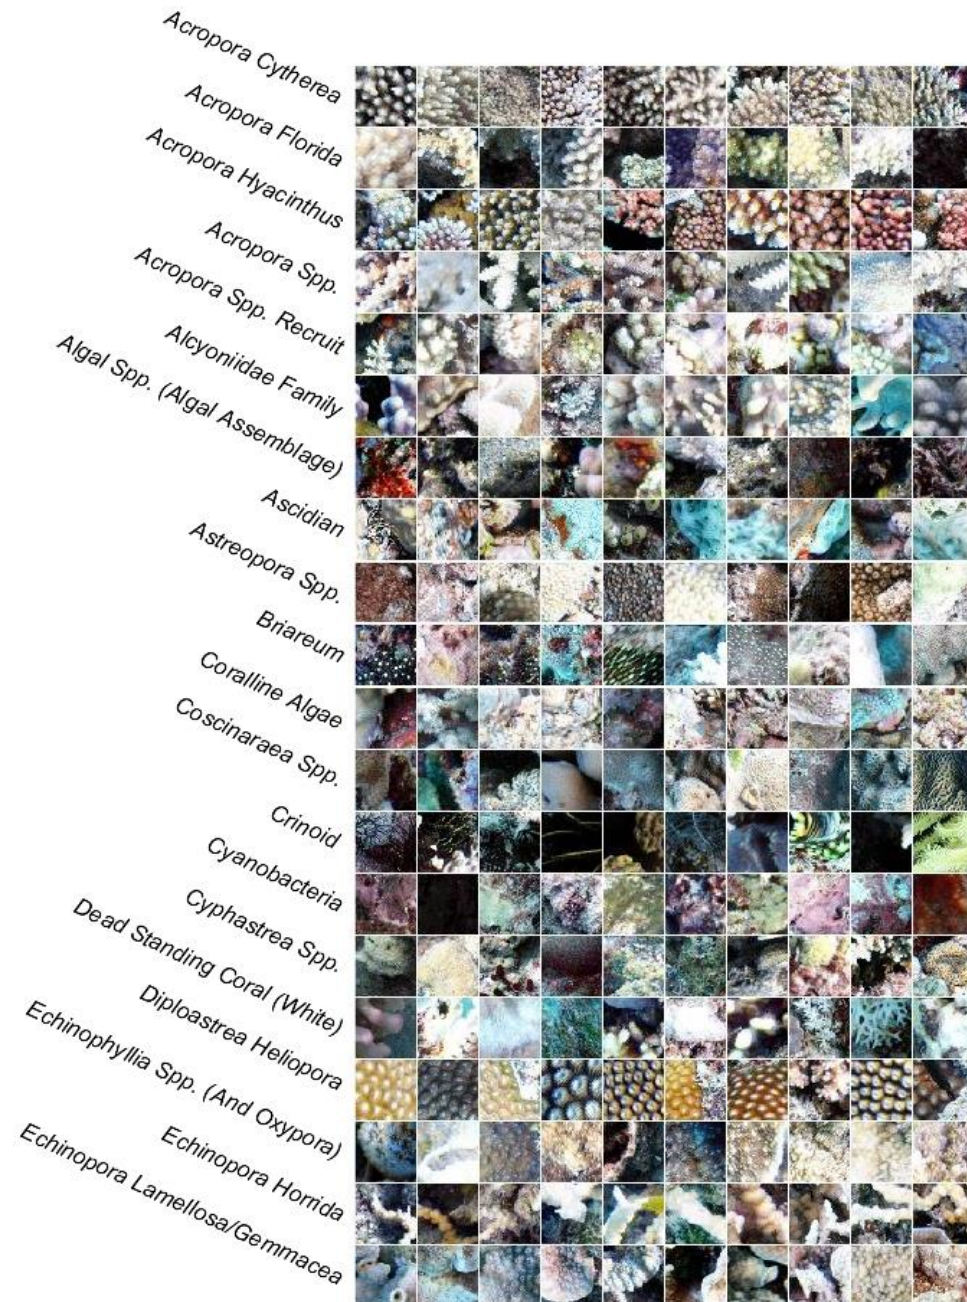 Acropora Cytherea
Acropora Florida
Acropora Hyacinthus
Acropora Spp.
Acropora Spp. Recruit
Alcyoniidae Family
Algal Spp. (Algal Assemblage)
Ascidian
Astreopora Spp.
Briareum
Coralline Algae
Coscinaraea Spp.
Crinoid
Cyanobacteria
Cyphastrea Spp.
Dead Standing Coral (White)
Diploastrea Heliopora
Echinophyllia Spp. (And Oxypora)
Echinopora Horrida
Echinopora Lamellosa/Gemmacea